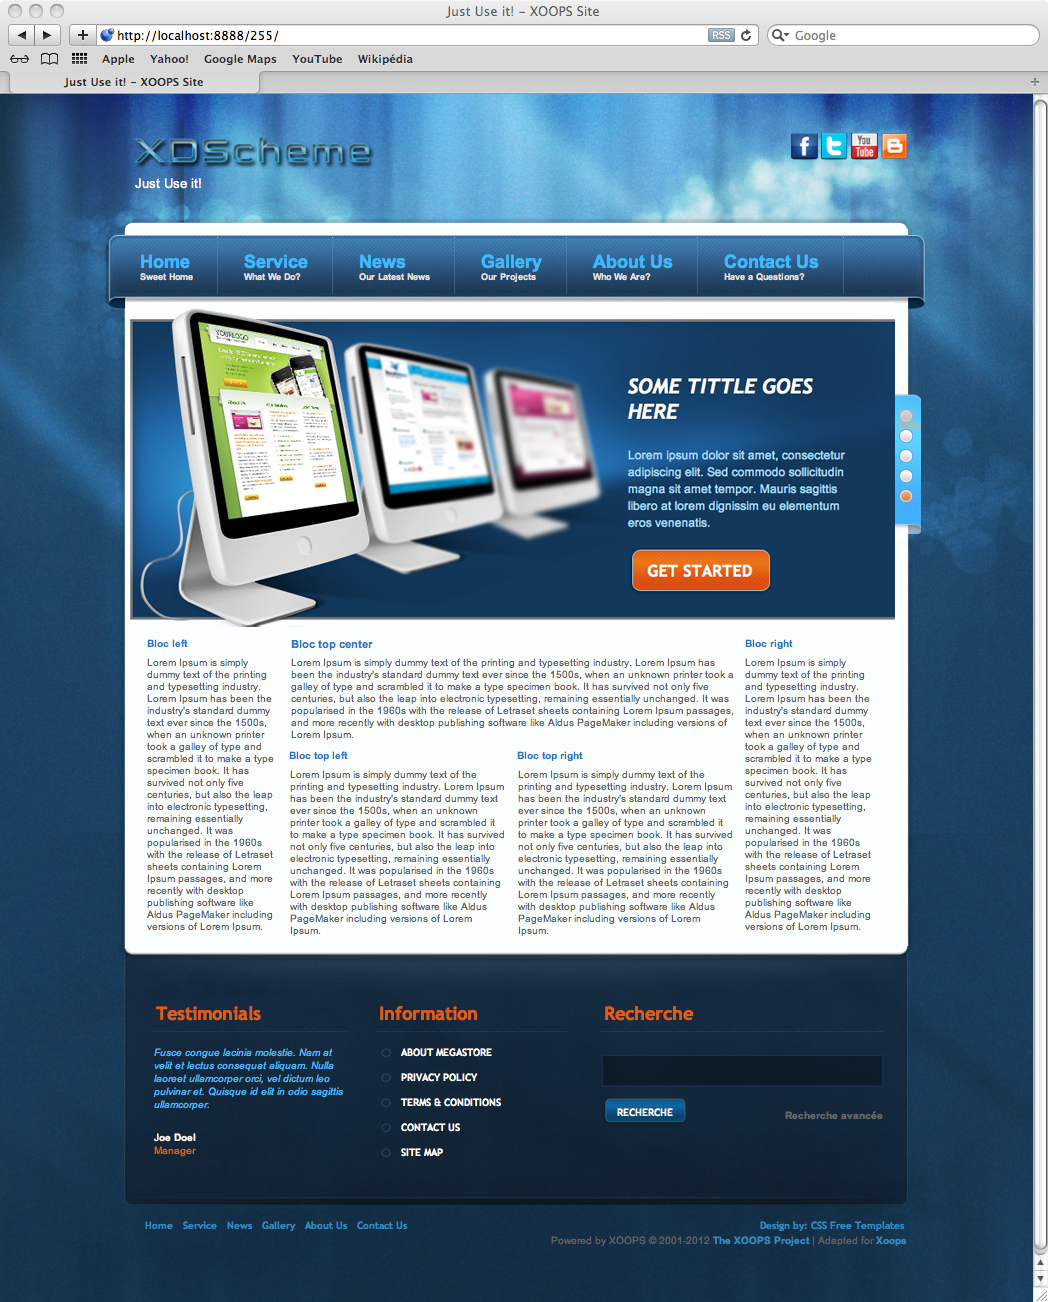 Just Use it! – XOOPS Site
http://localhost:8888/255/
RSS
Google
Apple Yahoo! Google Maps YouTube Wikipédia
Just Use it! – XOOPS Site
XDScheme
Just Use it!
You
Tube
Home Service News Gallery About Us Contact Us
Sweet Home What We Do? Our Latest News Our Projects Who We Are? Have a Questions?
YOURLOGO
SOME TITTLE GOES
HERE
Lorem ipsum dolor sit amet, consectetur
adipiscing elit. Sed commodo sollicitudin
magna sit amet tempor. Mauris sagittis
libero at lorem dignissim eu elementum
eros venenatis.
GET STARTED
Bloc left
Lorem Ipsum is simply
dummy text of the printing
and typesetting industry.
Lorem Ipsum has been the
industry's standard dummy
text ever since the 1500s,
when an unknown printer
took a galley of type and
scrambled it to make a type
specimen book. It has
survived not only five
centuries, but also the leap
into electronic typesetting,
remaining essentially
unchanged. It was
popularised in the 1960s
with the release of Letraset
sheets containing Lorem
Ipsum passages, and more
recently with desktop
publishing software like
Aldus PageMaker including
versions of Lorem Ipsum.
Bloc top center
Lorem Ipsum is simply dummy text of the printing and typesetting industry. Lorem Ipsum has
been the industry's standard dummy text ever since the 1500s, when an unknown printer took a
galley of type and scrambled it to make a type specimen book. It has survived not only five
centuries, but also the leap into electronic typesetting, remaining essentially unchanged. It was
popularised in the 1960s with the release of Letraset sheets containing Lorem Ipsum passages,
and more recently with desktop publishing software like Aldus PageMaker including versions of
Lorem Ipsum.
Bloc top left
Lorem Ipsum is simply dummy text of the
printing and typesetting industry. Lorem Ipsum
has been the industry's standard dummy text
ever since the 1500s, when an unknown
printer took a galley of type and scrambled it
to make a type specimen book. It has survived
not only five centuries, but also the leap into
electronic typesetting, remaining essentially
unchanged. It was popularised in the 1960s
with the release of Letraset sheets containing
Lorem Ipsum passages, and more recently
with desktop publishing software like Aldus
PageMaker including versions of Lorem
Ipsum.
Bloc top right
Lorem Ipsum is simply dummy text of the
printing and typesetting industry. Lorem Ipsum
has been the industry's standard dummy text
ever since the 1500s, when an unknown
printer took a galley of type and scrambled it
to make a type specimen book. It has survived
not only five centuries, but also the leap into
electronic typesetting, remaining essentially
unchanged. It was popularised in the 1960s
with the release of Letraset sheets containing
Lorem Ipsum passages, and more recently
with desktop publishing software like Aldus
PageMaker including versions of Lorem
Ipsum.
Bloc right
Lorem Ipsum is simply
dummy text of the printing
and typesetting industry.
Lorem Ipsum has been the
industry's standard dummy
text ever since the 1500s,
when an unknown printer
took a galley of type and
scrambled it to make a type
specimen book. It has
survived not only five
centuries, but also the leap
into electronic typesetting,
remaining essentially
unchanged. It was
popularised in the 1960s
with the release of Letraset
sheets containing Lorem
Ipsum passages, and more
recently with desktop
publishing software like
Aldus PageMaker including
versions of Lorem Ipsum.
Testimonials
Fusce congue lacinia molestie. Nam at
velit et lectus consequat aliquam. Nulla
laoreet ullamcorper orci, vel dictum leo
pulvinar et. Quisque id elit in odio sagittis
ullamcorper.
Joe Doel
Manager
Information
ABOUT MEGASTORE
PRIVACY POLICY
TERMS & CONDITIONS
CONTACT US
SITE MAP
Recherche
RECHERCHE
Recherche avancée
Home Service News Gallery About Us Contact Us
Design by: CSS Free Templates
Powered by XOOPS © 2001-2012 The XOOPS Project | Adapted for Xoops